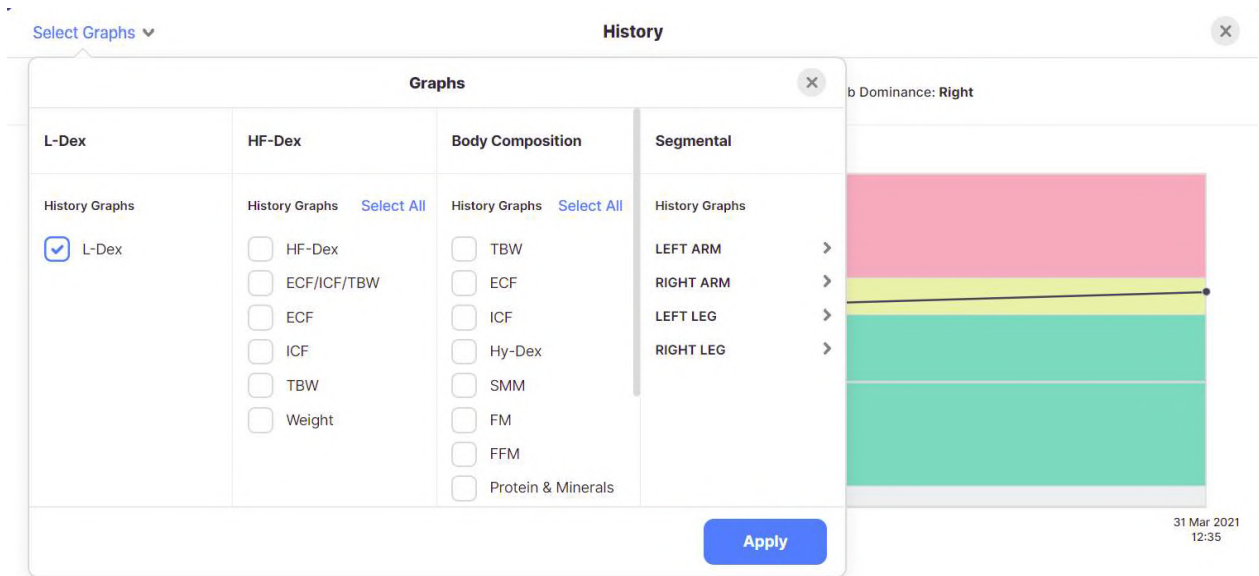 Select Graphs
History
Graphs
b Dominance: Right
L-Dex
HF-Dex
Body Composition
Segmental
History Graphs
L-Dex
History Graphs Select All
HF-Dex
ECF/ICF/TBW
ECF
ICF
TBW
Weight
History Graphs Select All
TBW
ECF
ICF
Hy-Dex
SMM
FM
FFM
Protein & Minerals
History Graphs
LEFT ARM
RIGHT ARM
LEFT LEG
RIGHT LEG
Apply
31 Mar 2021
12:35